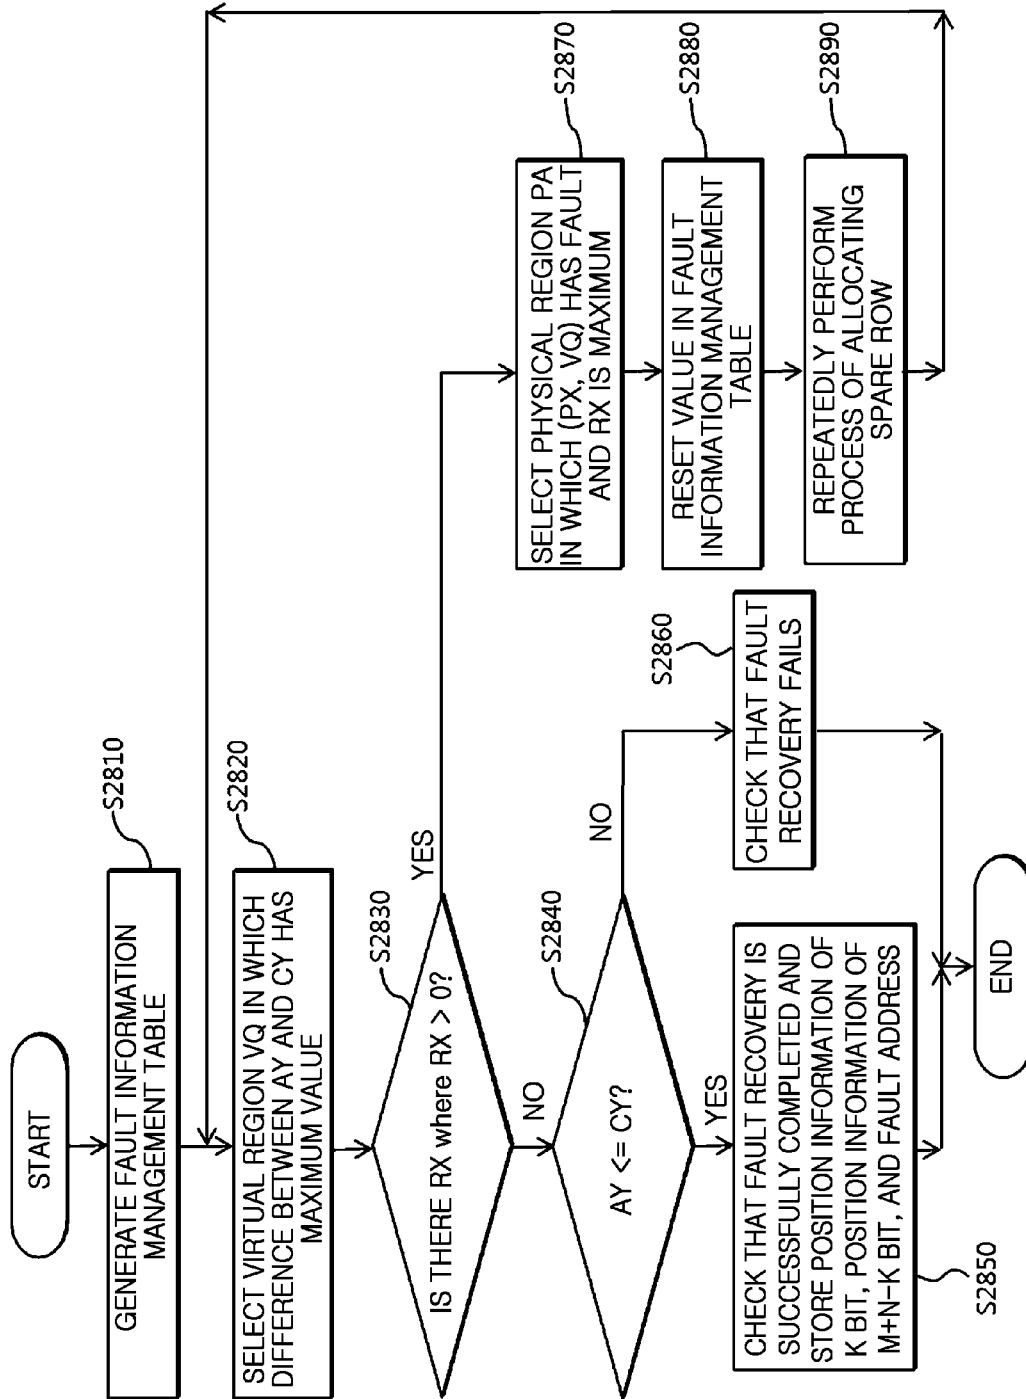 START
GENERATE FAULT INFORMATION
MANAGEMENT TABLE
S2810
SELECT VIRTUAL REGION VQ IN WHICH
DIFFERENCE BETWEEN AY AND CY HAS
MAXIMUM VALUE
S2820
IS THERE RX where RX > 0?
S2830
YES
NO
AY <= CY?
S2840
NO
YES
CHECK THAT FAULT RECOVERY IS
SUCCESSFULLY COMPLETED AND
STORE POSITION INFORMATION OF
K BIT, POSITION INFORMATION OF
M+N-K BIT, AND FAULT ADDRESS
S2850
CHECK THAT FAULT
RECOVERY FAILS
S2860
SELECT PHYSICAL REGION PA
IN WHICH (PX, VQ) HAS FAULT
AND RX IS MAXIMUM
S2870
RESET VALUE IN FAULT
INFORMATION MANAGEMENT
TABLE
S2880
REPEATEDLY PERFORM
PROCESS OF ALLOCATING
SPARE ROW
S2890
END